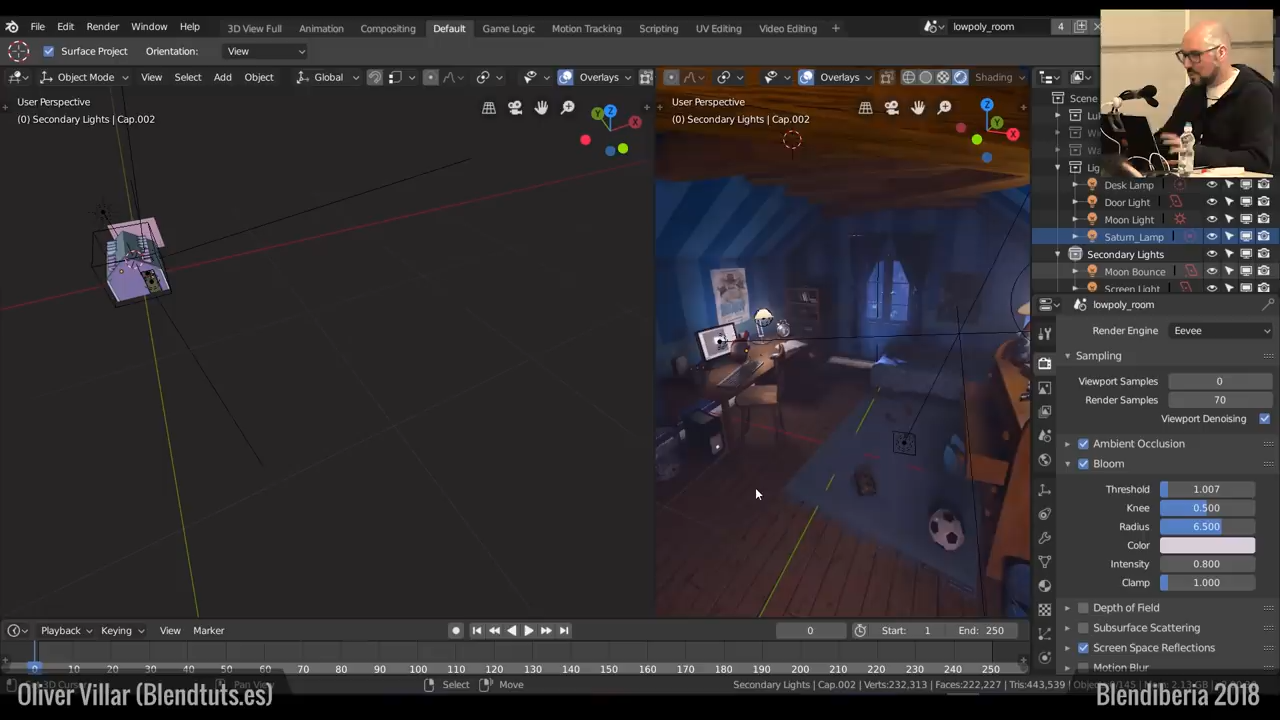 File Edit Render Window Help
3D View Full Animation Compositing Default Game Logic Motion Tracking Scripting UV Editing Video Editing +
lowpoly_room 4
Surface Project Orientation: View
Object Mode View Select Add Object Global Overlays
Overlays Shading
User Perspective
(0) Secondary Lights | Cap.002
Z Y X
User Perspective
(0) Secondary Lights | Cap.002
Z Y X
Scene
Desk Lamp
Door Light
Moon Light
Saturn_Lamp
Secondary Lights
Moon Bounce
Screen Light
lowpoly_room
Render Engine Eevee
Sampling
Viewport Samples 0
Render Samples 70
Viewport Denoising
Ambient Occlusion
Bloom
Threshold 1.007
Knee 0.500
Radius 6.500
Color
Intensity 0.800
Clamp 1.000
Depth of Field
Subsurface Scattering
Screen Space Reflections
Motion Blur
Playback Keying View Marker 0 Start: 1 End: 250
0 10 20 30 40 50 60 70 80 90 100 110 120 130 140 150 160 170 180 190 200 210 220 230 240 250
Pan View Select Move Secondary Lights | Cap.002 | Verts:232,313 | Faces:222,227 | Tris:443,539
Oliver Villar (Blendtuts.es) Blendiberia 2018